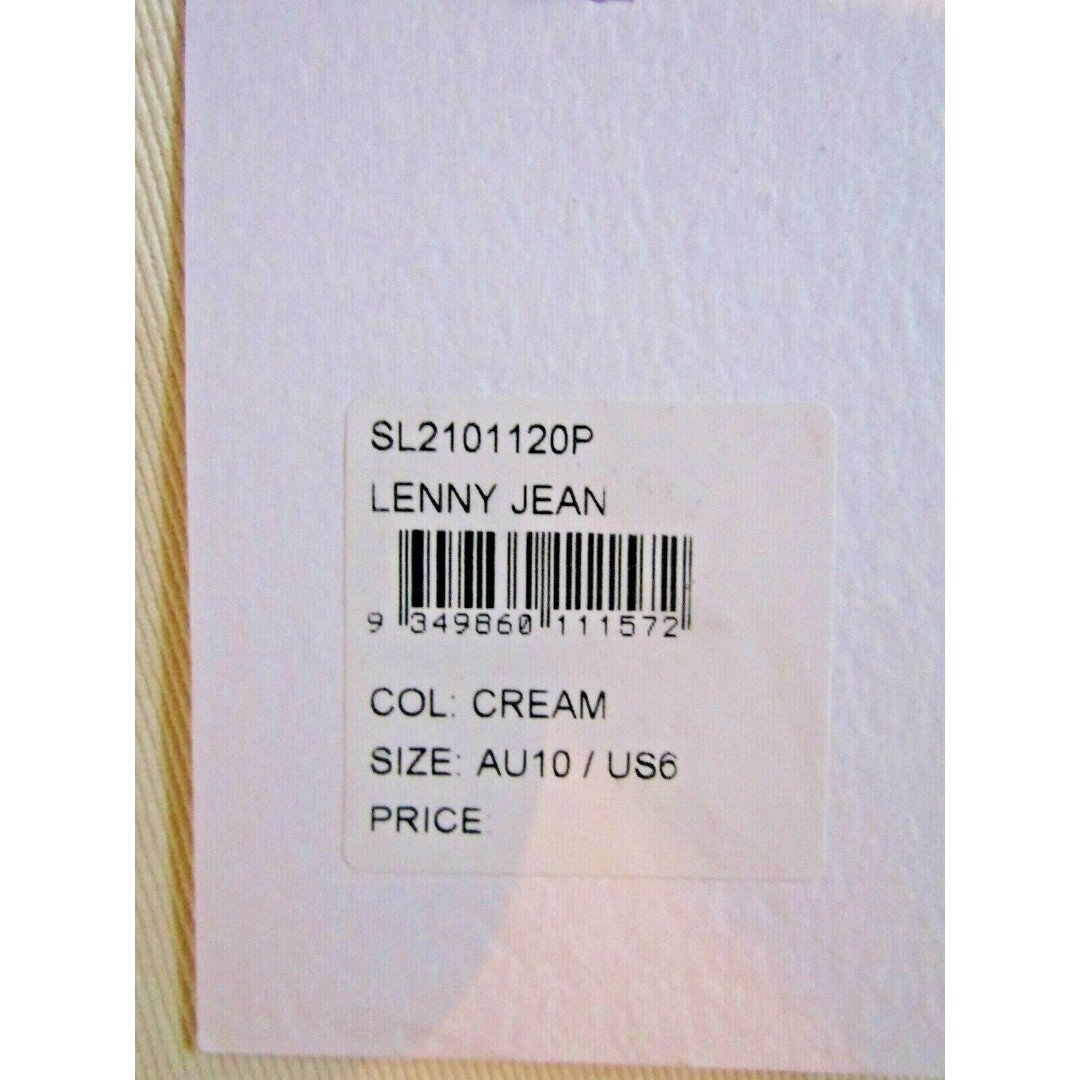 SL2101120P
LENNY JEAN
9 349860 111572
COL: CREAM
SIZE: AU10 / US6
PRICE: